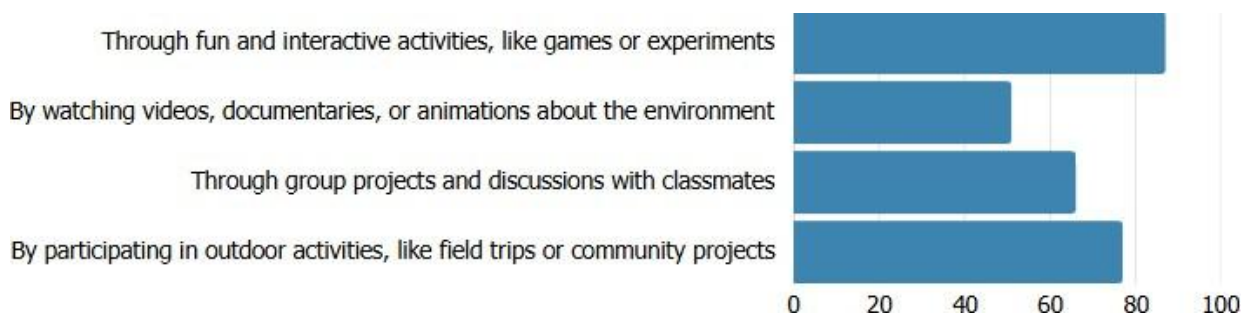 Through fun and interactive activities, like games or experiments
By watching videos, documentaries, or animations about the environment
Through group projects and discussions with classmates
By participating in outdoor activities, like field trips or community projects
0 20 40 60 80 100